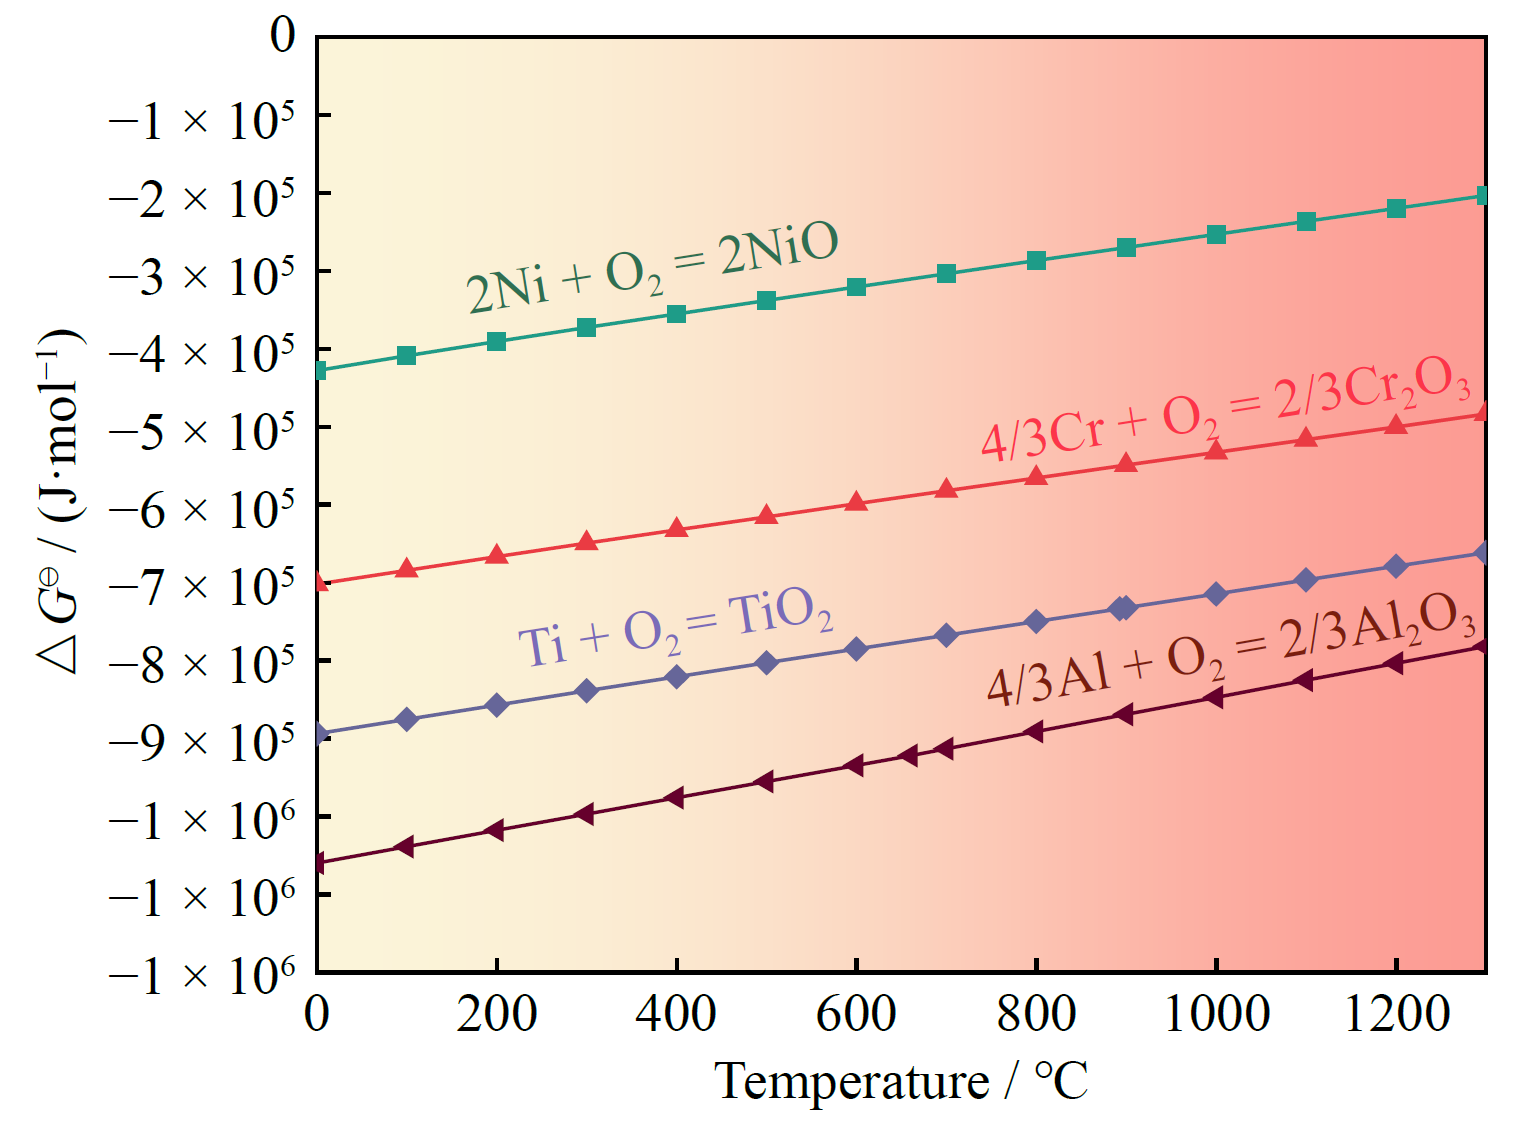 0
−1 × 10⁵
−2 × 10⁵
−3 × 10⁵
−4 × 10⁵
−5 × 10⁵
−6 × 10⁵
−7 × 10⁵
−8 × 10⁵
−9 × 10⁵
−1 × 10⁶
−1 × 10⁶
−1 × 10⁶
△G⊖ / (J·mol⁻¹)
2Ni + O₂ = 2NiO
4/3Cr + O₂ = 2/3Cr₂O₃
Ti + O₂ = TiO₂
4/3Al + O₂ = 2/3Al₂O₃
0 200 400 600 800 1000 1200
Temperature / °C